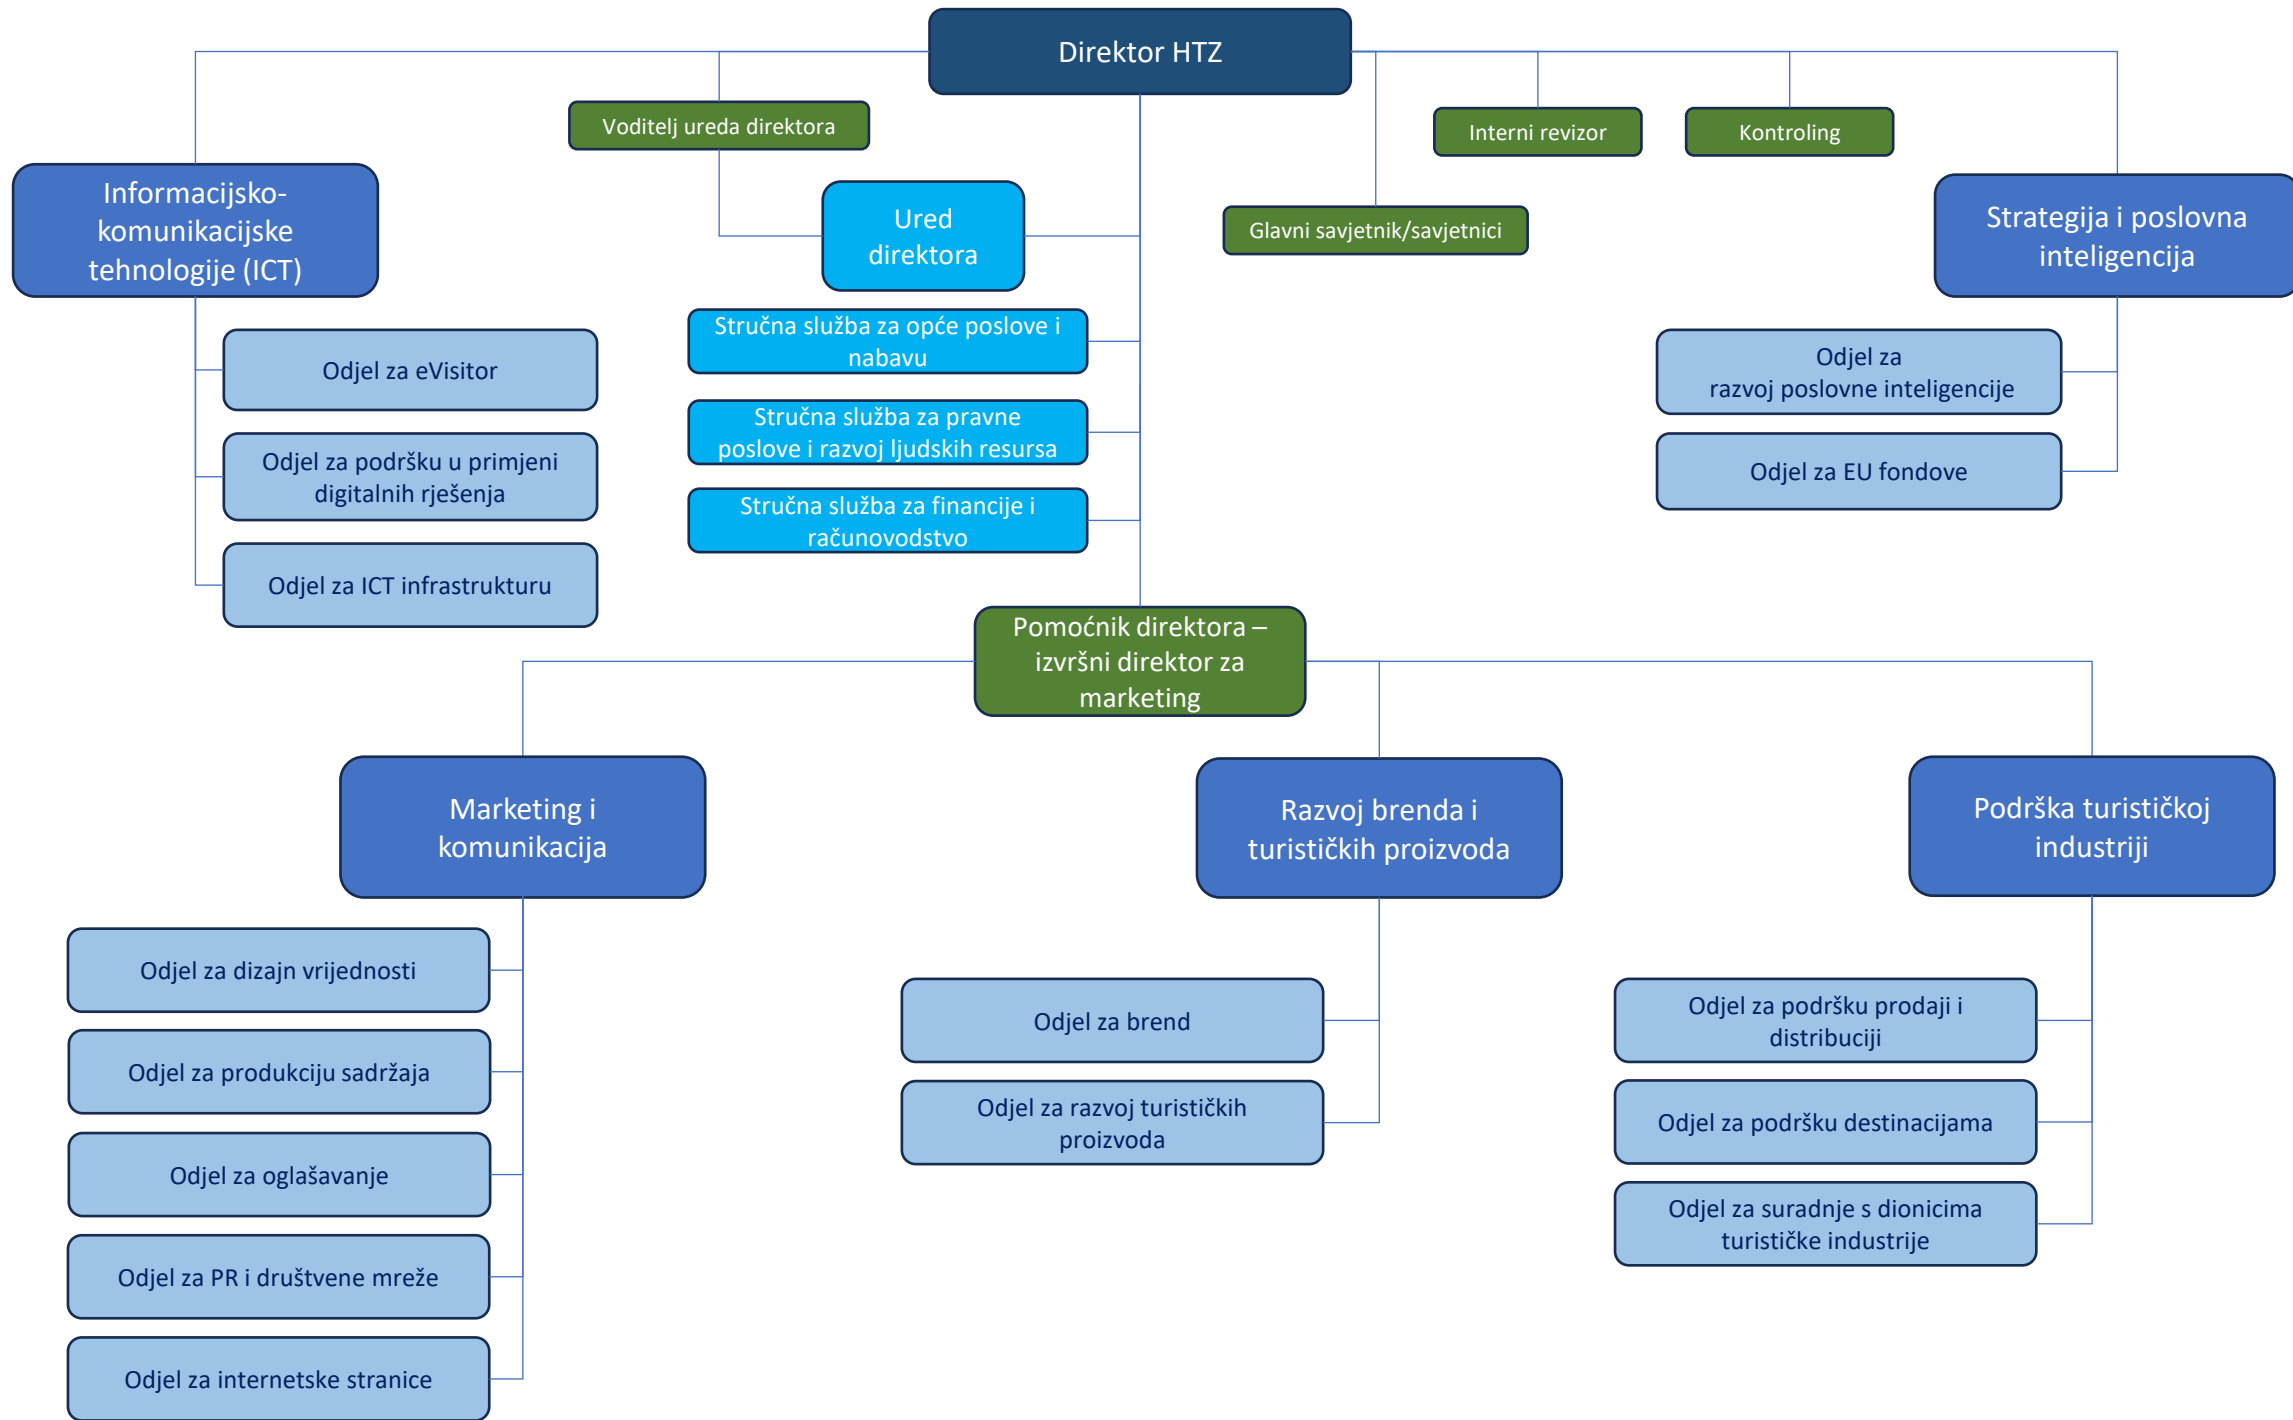 Direktor HTZ
Voditelj ureda direktora
Interni revizor
Kontroling
Informacijsko-
komunikacijske
tehnologije (ICT)
Ured
direktora
Glavni savjetnik/savjetnici
Strategija i poslovna
inteligencija
Stručna služba za opće poslove i
nabavu
Stručna služba za pravne
poslove i razvoj ljudskih resursa
Stručna služba za financije i
računovodstvo
Odjel za eVisitor
Odjel za podršku u primjeni
digitalnih rješenja
Odjel za ICT infrastrukturu
Odjel za
razvoj poslovne inteligencije
Odjel za EU fondove
Pomoćnik direktora –
izvršni direktor za
marketing
Marketing i
komunikacija
Razvoj brenda i
turističkih proizvoda
Podrška turističkoj
industriji
Odjel za dizajn vrijednosti
Odjel za produkciju sadržaja
Odjel za oglašavanje
Odjel za PR i društvene mreže
Odjel za internetske stranice
Odjel za brend
Odjel za razvoj turističkih
proizvoda
Odjel za podršku prodaji i
distribuciji
Odjel za podršku destinacijama
Odjel za suradnje s dionicima
turističke industrije